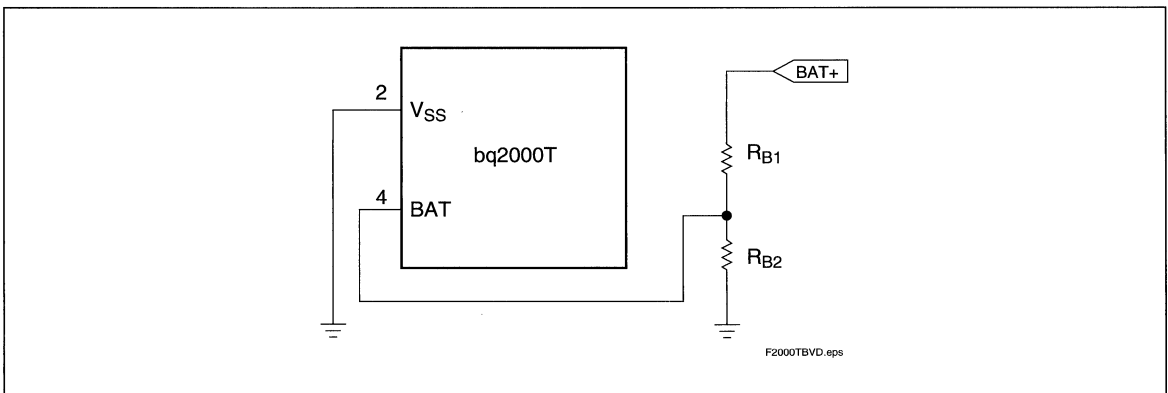 BAT+
2
VSS
RB1
bq2000T
4
BAT
RB2
F2000TBVD.eps